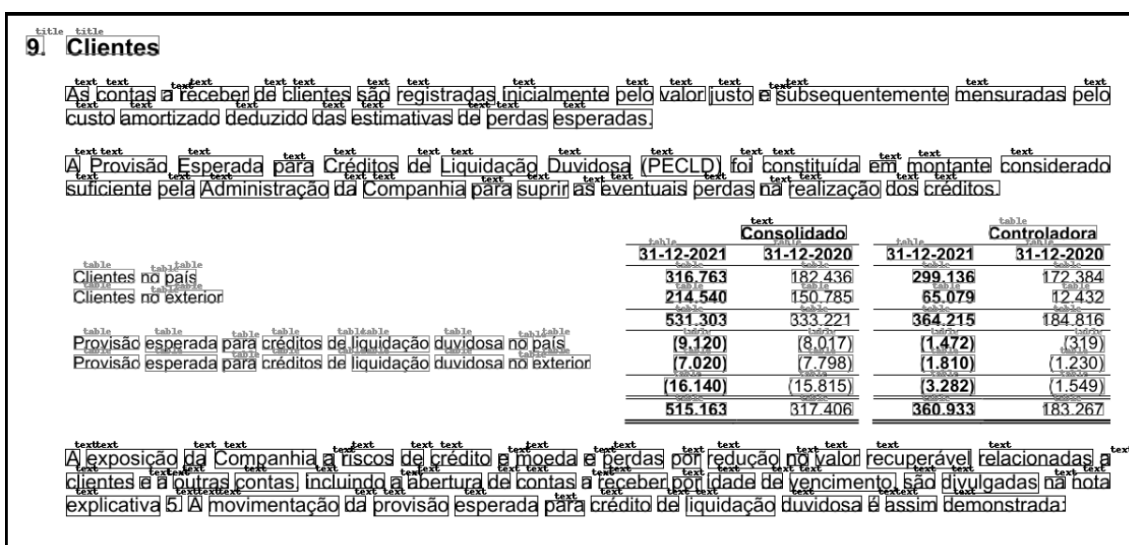 9. Clientes
As contas a receber de clientes são registradas inicialmente pelo valor justo e subsequentemente mensuradas pelo
custo amortizado deduzido das estimativas de perdas esperadas.
A Provisão Esperada para Créditos de Liquidação Duvidosa (PECLD) foi constituída em montante considerado
suficiente pela Administração da Companhia para suprir as eventuais perdas na realização dos créditos.
Consolidado Controladora
31-12-2021 31-12-2020 31-12-2021 31-12-2020
Clientes no país 316.763 182.436 299.136 172.384
Clientes no exterior 214.540 150.785 65.079 12.432
531.303 333.221 364.215 184.816
Provisão esperada para créditos de liquidação duvidosa no país (9.120) (8.017) (1.472) (319)
Provisão esperada para créditos de liquidação duvidosa no exterior (7.020) (7.798) (1.810) (1.230)
(16.140) (15.815) (3.282) (1.549)
515.163 317.406 360.933 183.267
A exposição da Companhia a riscos de crédito e moeda e perdas por redução no valor recuperável relacionadas a
clientes e a outras contas, incluindo a abertura de contas a receber por idade de vencimento, são divulgadas na nota
explicativa 5. A movimentação da provisão esperada para crédito de liquidação duvidosa é assim demonstrada: